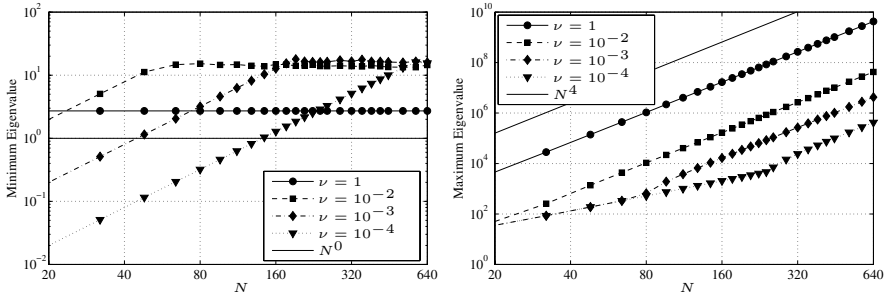 10^2
10^1
10^0
10^{-1}
10^{-2}
Minimum Eigenvalue
20
40
80
160
320
640
N
ν = 1
ν = 10^{-2}
ν = 10^{-3}
ν = 10^{-4}
N^0
10^{10}
10^8
10^6
10^4
10^2
10^0
Maximum Eigenvalue
20
40
80
160
320
640
N
ν = 1
ν = 10^{-2}
ν = 10^{-3}
ν = 10^{-4}
N^4